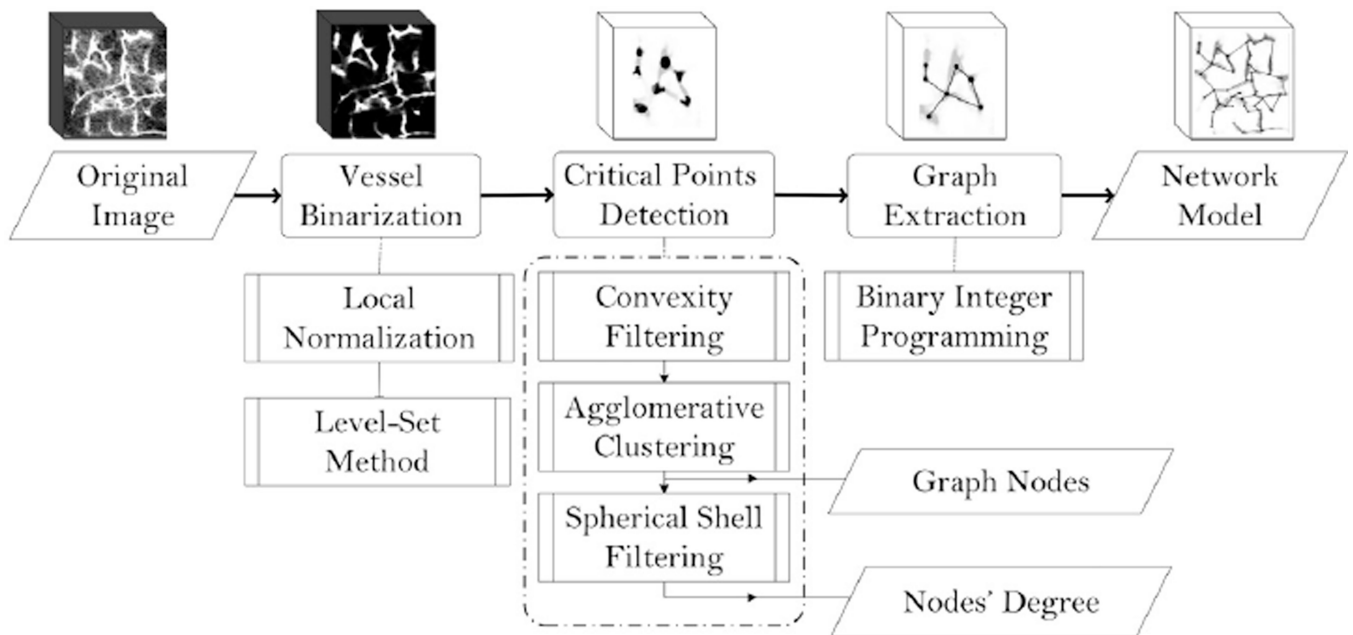 Original
Image
Vessel
Binarization
Critical Points
Detection
Graph
Extraction
Network
Model
Local
Normalization
Level-Set
Method
Convexity
Filtering
Agglomerative
Clustering
Spherical Shell
Filtering
Binary Integer
Programming
Graph Nodes
Nodes' Degree